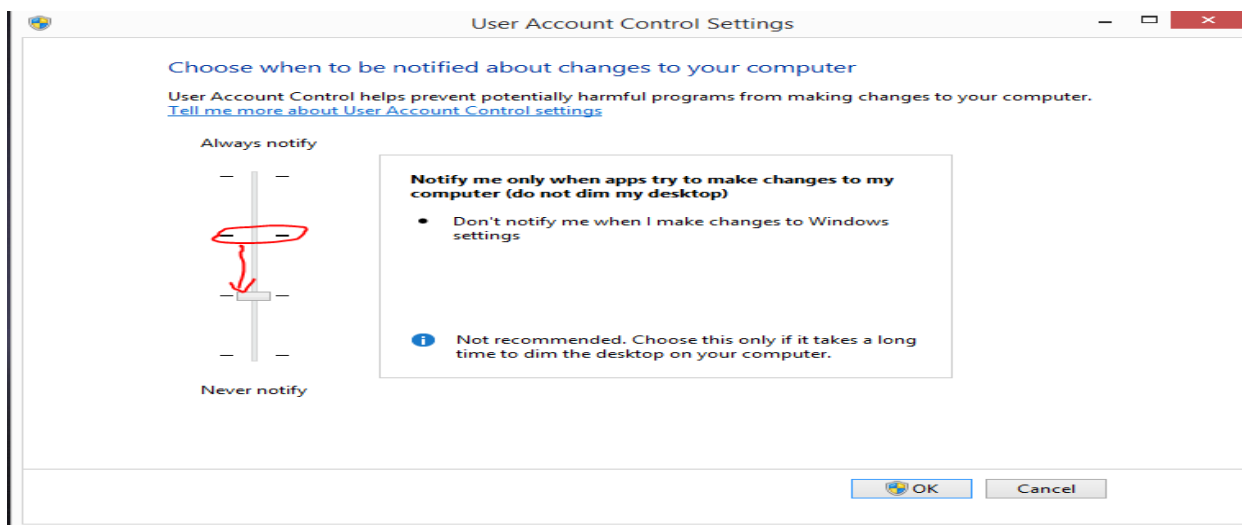 User Account Control Settings
Choose when to be notified about changes to your computer
User Account Control helps prevent potentially harmful programs from making changes to your computer.
Tell me more about User Account Control settings
Always notify
Notify me only when apps try to make changes to my
computer (do not dim my desktop)
• Don't notify me when I make changes to Windows
settings
Not recommended. Choose this only if it takes a long
time to dim the desktop on your computer.
Never notify
OK
Cancel